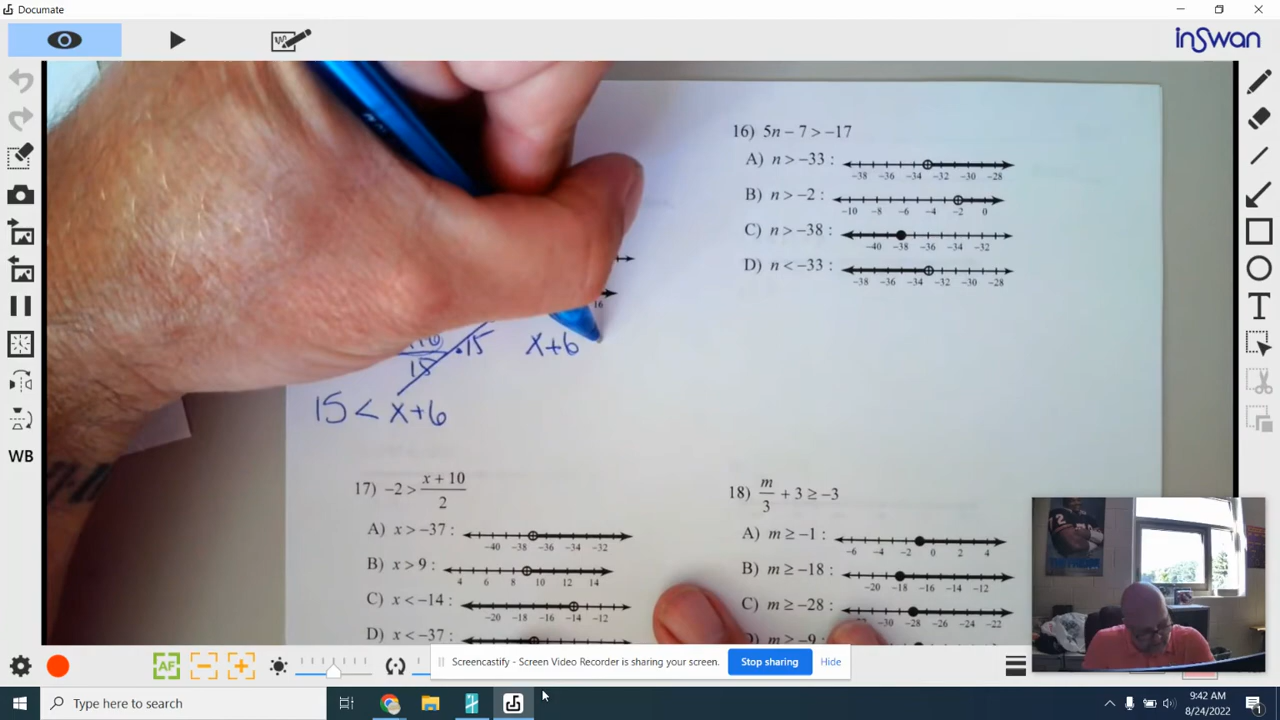 Documate
inSwan
16) 5n – 7 > –17
A) n > –33 :
–38 –36 –34 –32 –30 –28
B) n > –2 :
–10 –8 –6 –4 –2 0
C) n > –38 :
–40 –38 –36 –34 –32
D) n < –33 :
–38 –36 –34 –32 –30 –28
16
15 .15 x+6
15 < x+6
17) –2 > x + 10
2
A) x > –37 :
–40 –38 –36 –34 –32
B) x > 9 :
4 6 8 10 12 14
C) x < –14 :
–20 –18 –16 –14 –12
D) x < –37 :
18) m
3 + 3 ≥ –3
A) m ≥ –1 :
–6 –4 –2 0 2 4
B) m ≥ –18 :
–20 –18 –16 –14 –12
C) m ≥ –28 :
–30 –28 –26 –24 –22
WB
T
AF
Screencastify - Screen Video Recorder is sharing your screen. Stop sharing Hide
Type here to search
9:42 AM
8/24/2022